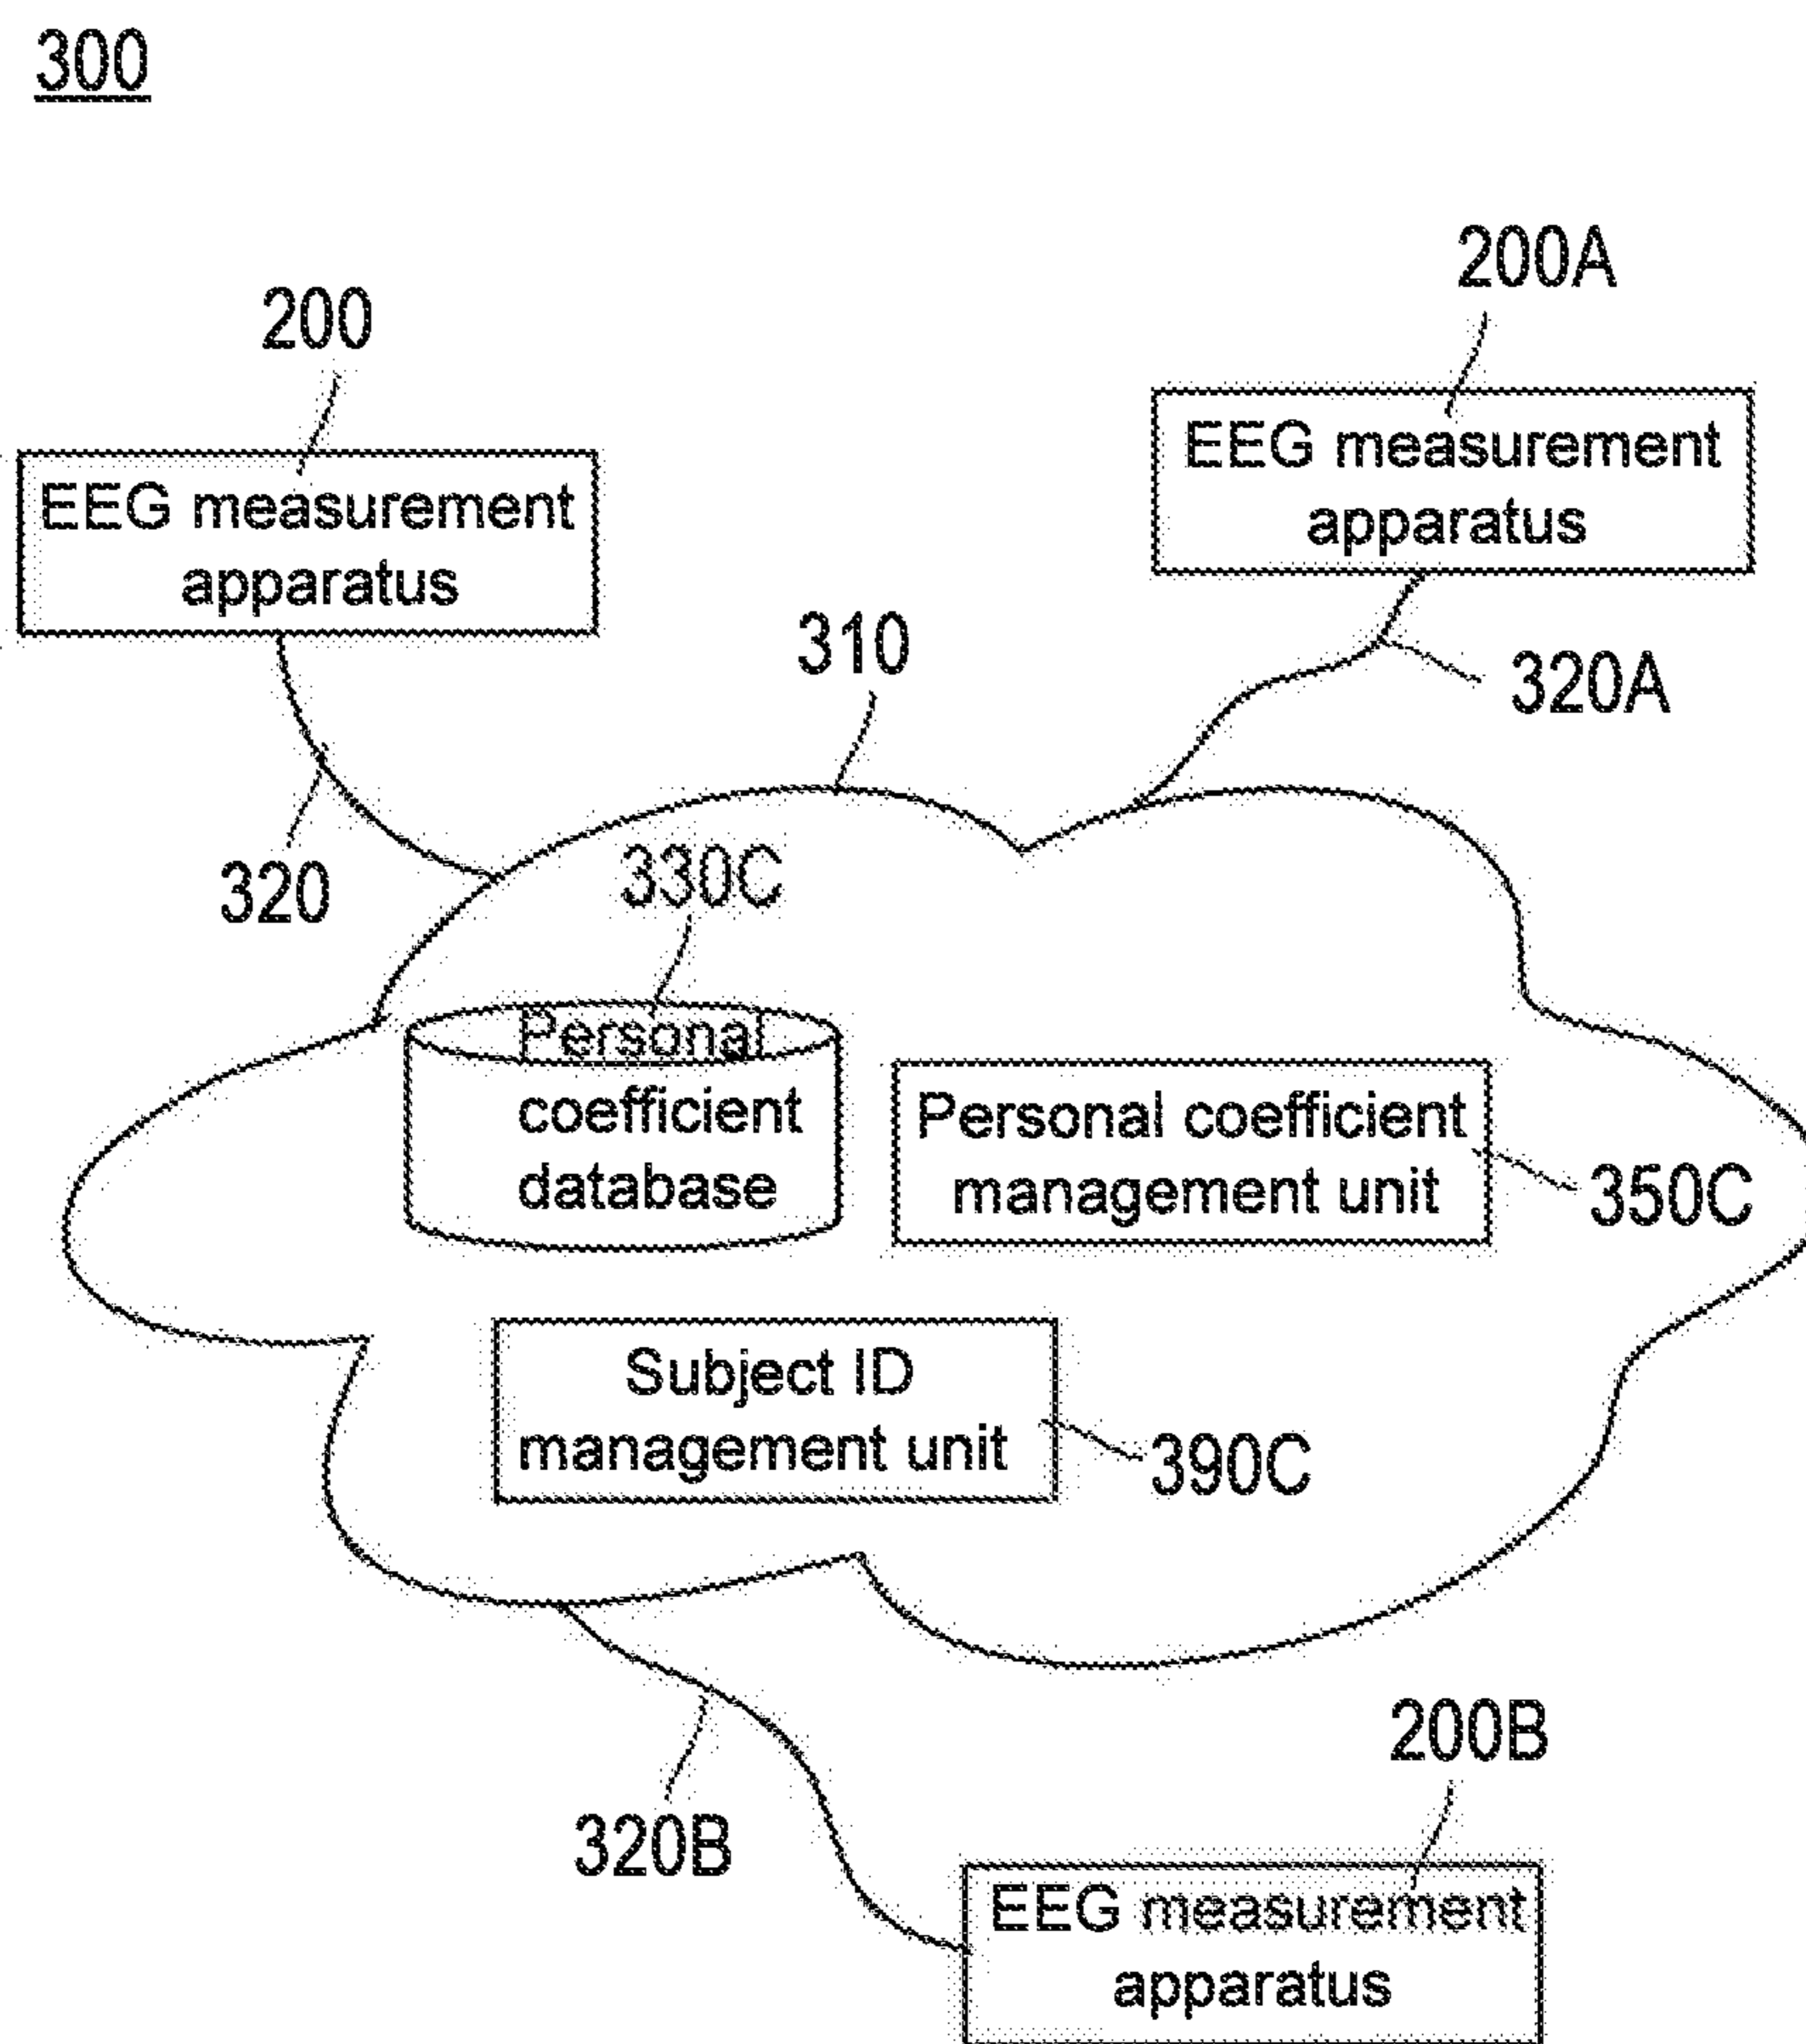 300
200A
200
EEG measurement
apparatus
EEG measurement
apparatus
310
320A
320
330C
Personal
coefficient
database
Personal coefficient
management unit
350C
Subject ID
management unit
390C
200B
320B
EEG measurement
apparatus